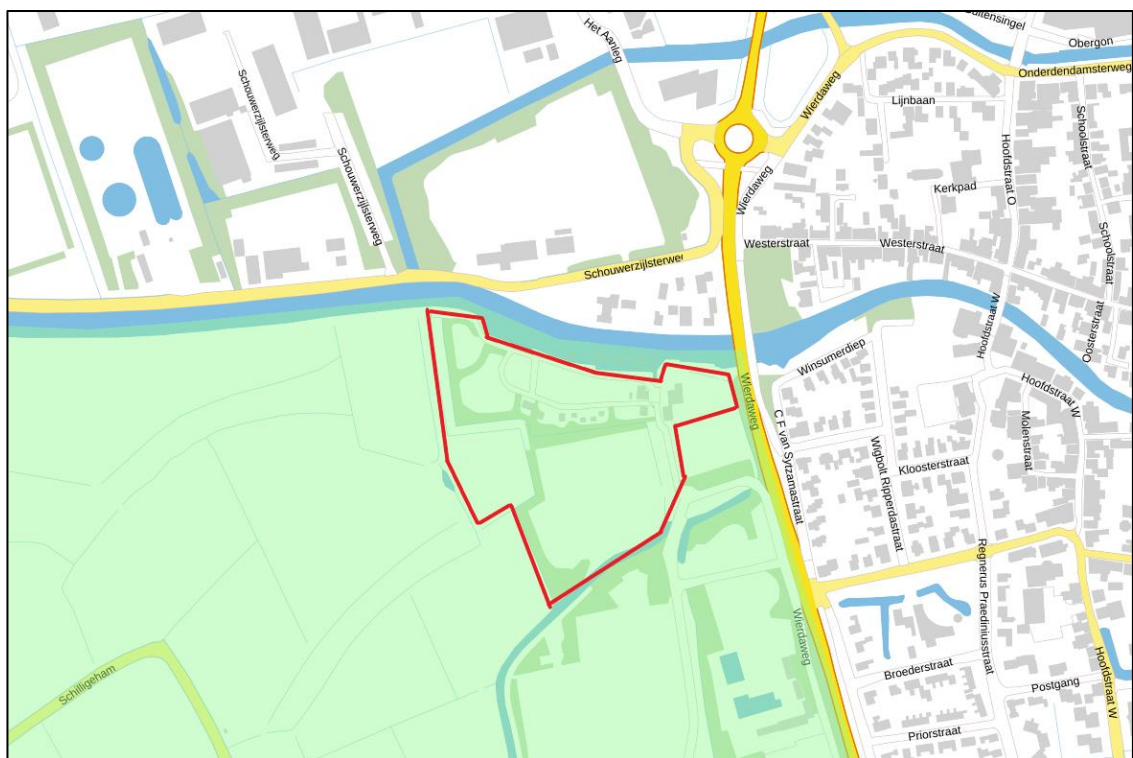 Buitensingel
Obergon
Onderdendamsterweg
Het Aanleg
Schouwerzijlsterweg
Wierdaweg
Lijnbaan
Schoolstraat
Hoofdstraat O
Schouwerzijlsterweg
Kerkpad
Wierdaweg
Westerstraat
Westerstraat
Schoolstraat
Schouwerzijlsterwe
Oosterstraat
Hoofdstraat W
Winsumerdiep
Hoofdstraat W
Wierdaweg
C F van Sytzamastraat
Molenstraat
Wigbolt Ripperdastraat
Kloosterstraat
Regnerus Praediniusstraat
Wierdaweg
Schilligeham
Broederstraat
Hoofdstraat W
Postgang
Priorstraat